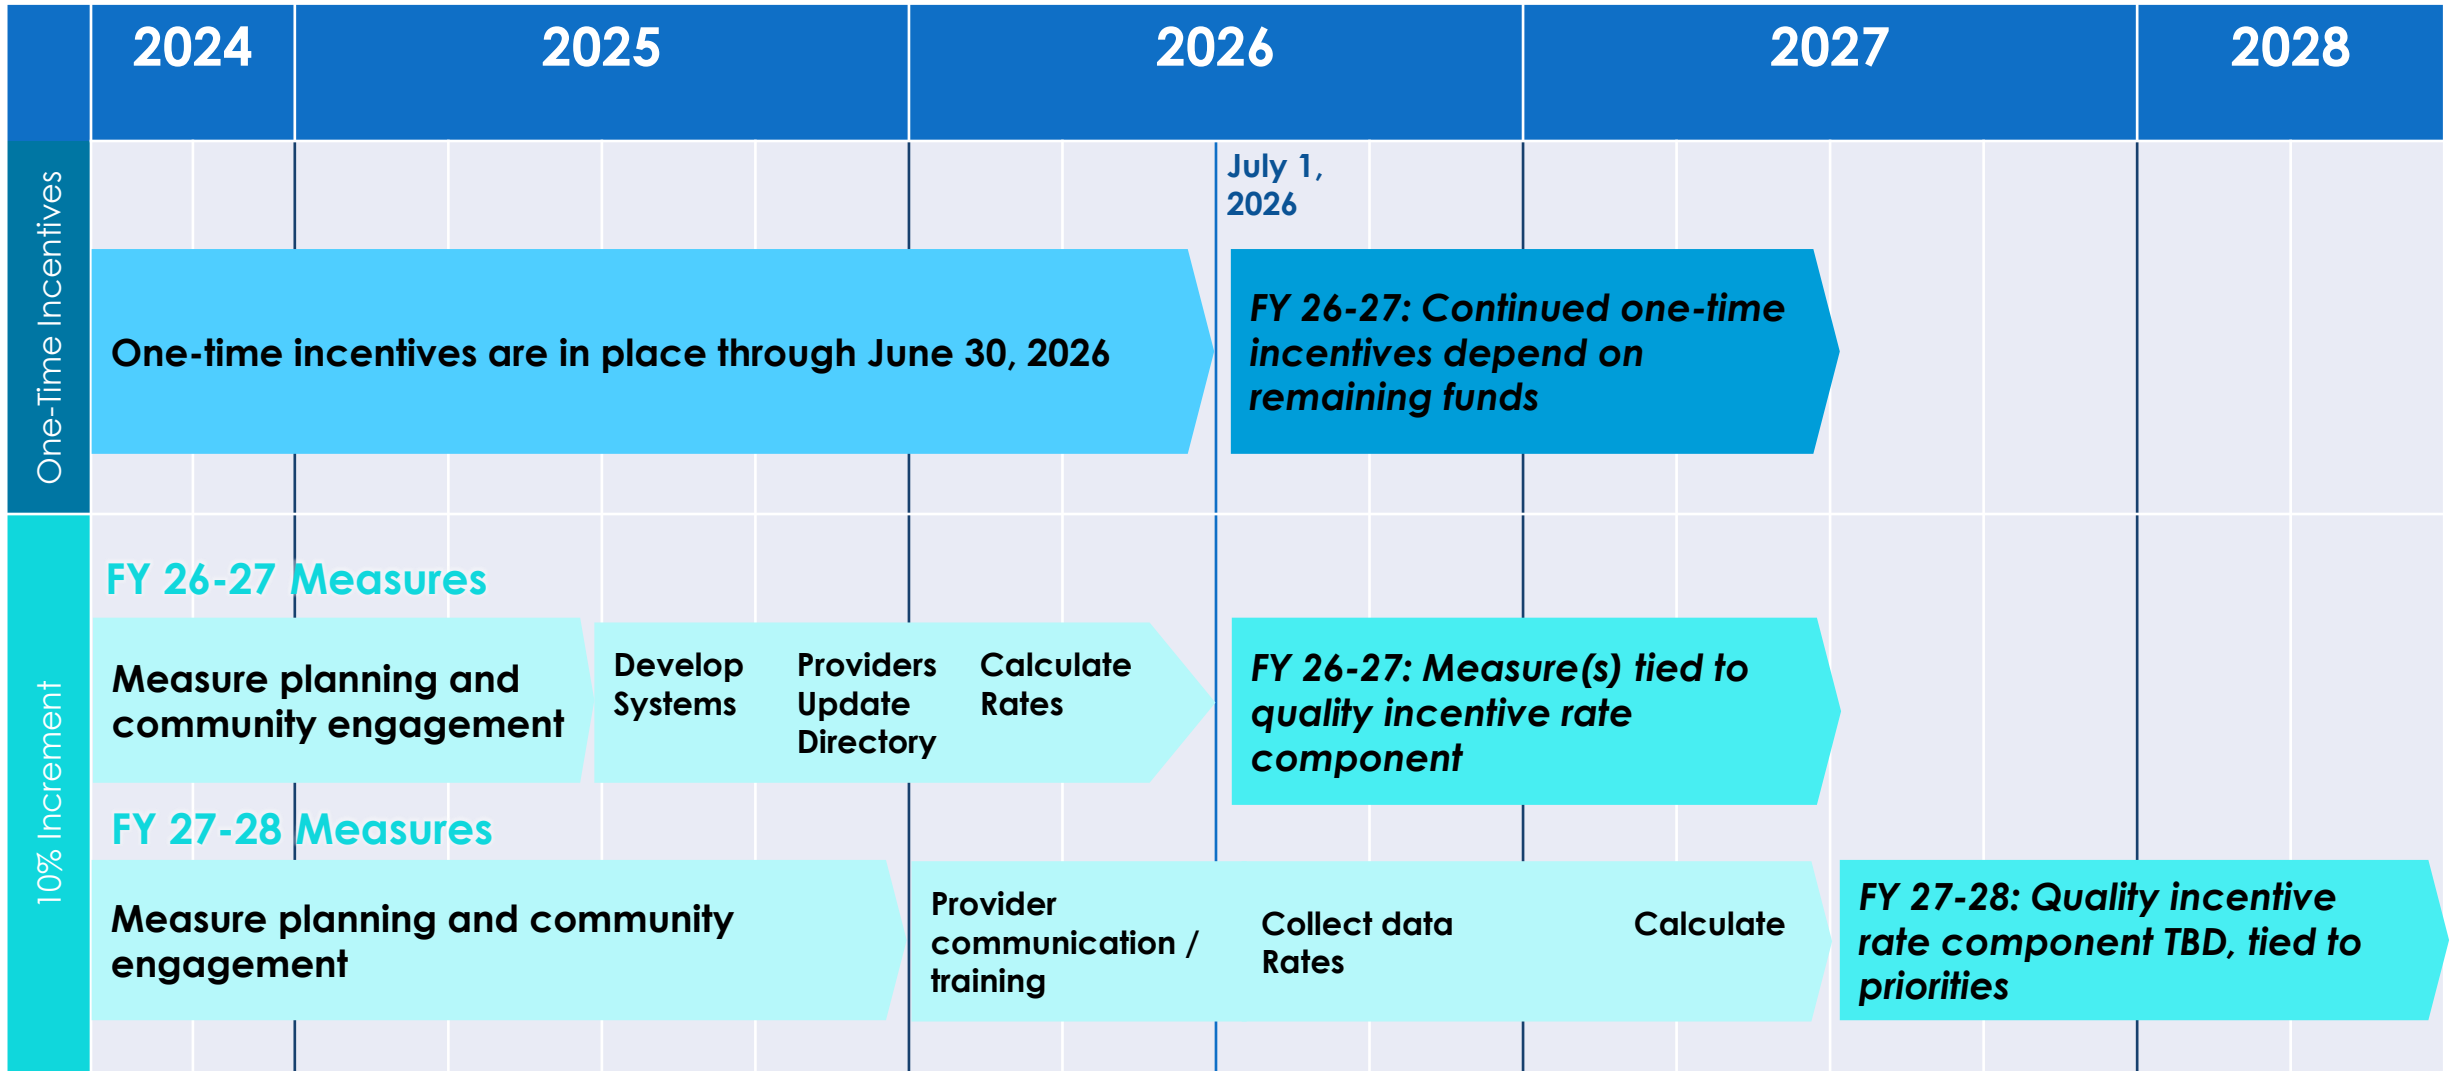 2024
2025
2026
2027
2028
One-Time Incentives
July 1,
2026
One-time incentives are in place through June 30, 2026
FY 26-27: Continued one-time
incentives depend on
remaining funds
10% Increment
FY 26-27 Measures
Measure planning and
community engagement
Develop
Systems
Providers
Update
Directory
Calculate
Rates
FY 26-27: Measure(s) tied to
quality incentive rate
component
FY 27-28 Measures
Measure planning and community
engagement
Provider
communication /
training
Collect data
Rates
Calculate
FY 27-28: Quality incentive
rate component TBD, tied to
priorities